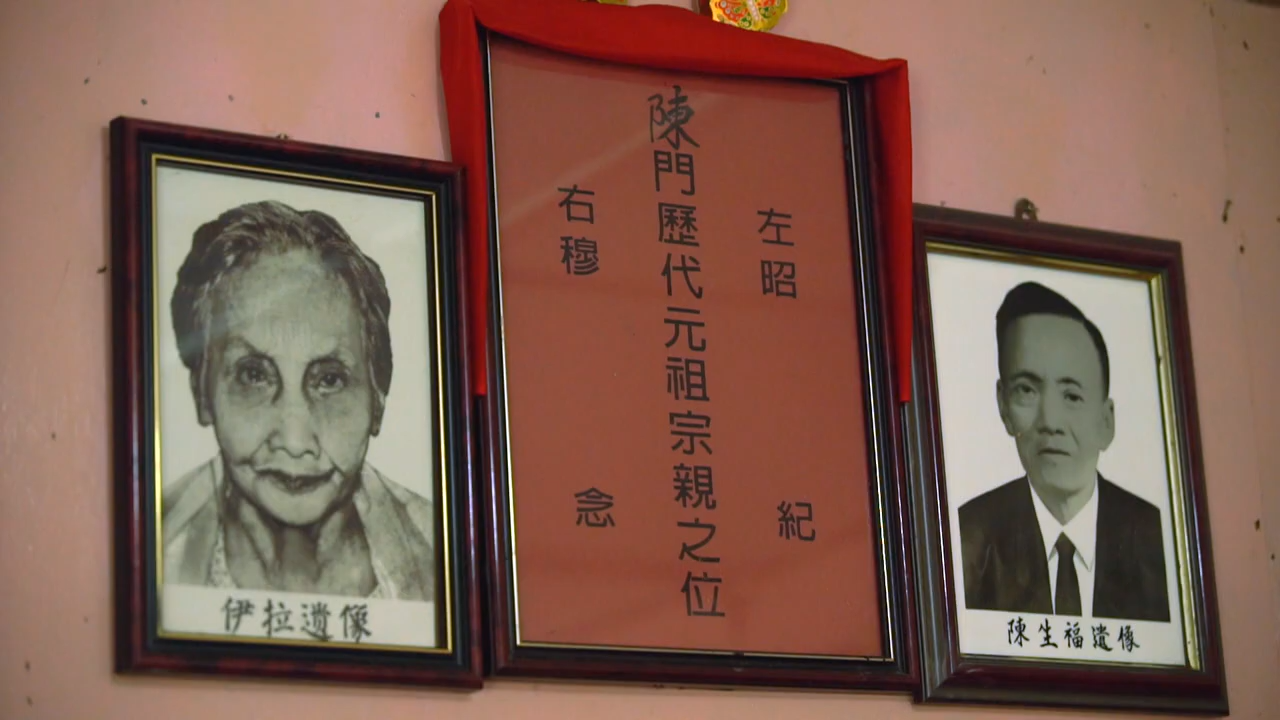 陳門歷代元祖宗親之位
左昭
右穆
紀
念
伊拉遺像
陳生福遺像